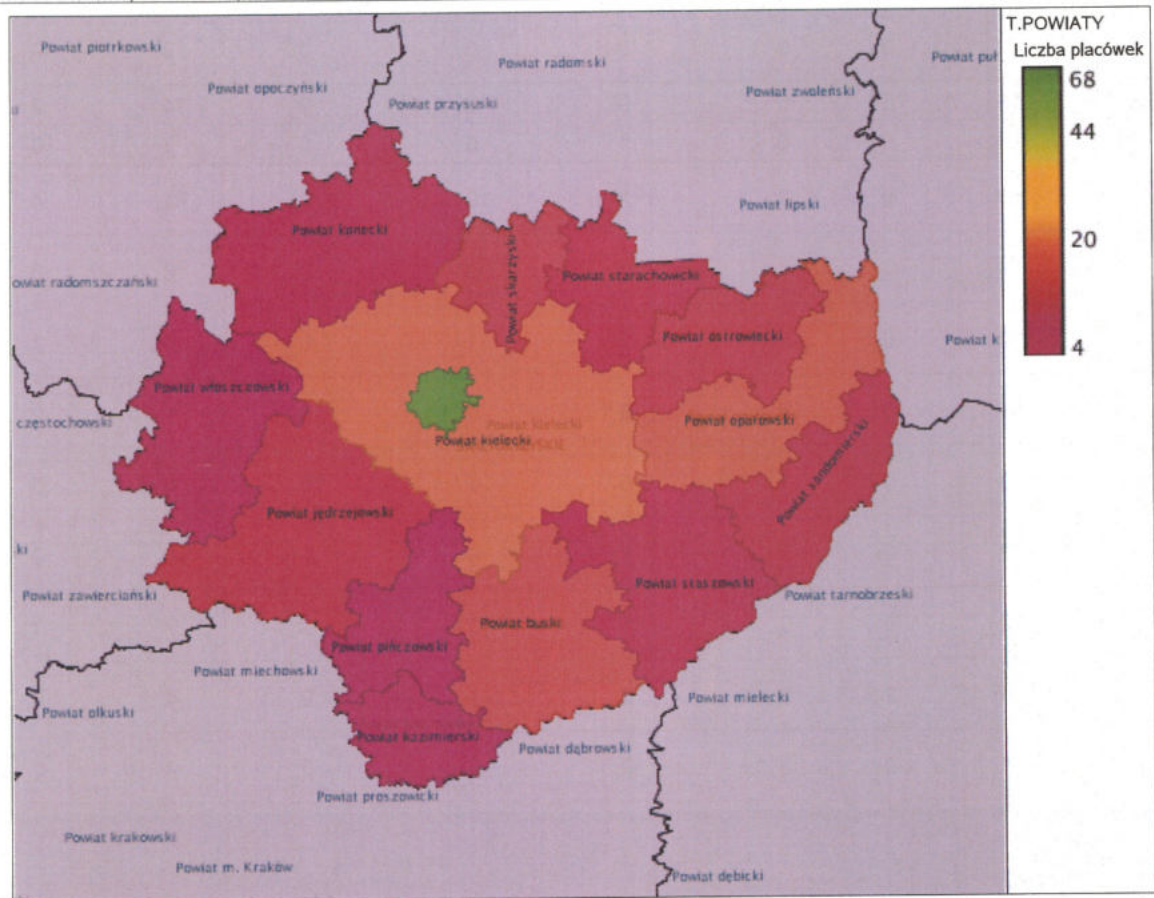 T.POWIATY
Liczba placówek
68
44
20
4
Powiat piotrkowski
Powiat radomski
Powiat opoczyński
Powiat przysuski
Powiat zwoleński
Powiat lipski
Powiat konecki
Powiat skarżyski
Powiat starachowicki
owiat radomszczański
Powiat ostrowiecki
Powiat k
Powiat włoszczowski
częstochowski
Powiat kielecki
Powiat kielecki
Powiat opatowski
Powiat sandomierski
Powiat jędrzejowski
ki
Powiat staszowski
Powiat zawierciański
Powiat tarnobrzeski
Powiat buski
Powiat pińczowski
Powiat miechowski
Powiat mielecki
Powiat olkuski
Powiat kazimierski
Powiat dąbrowski
Powiat proszowicki
Powiat krakowski
Powiat m. Kraków
Powiat dębicki